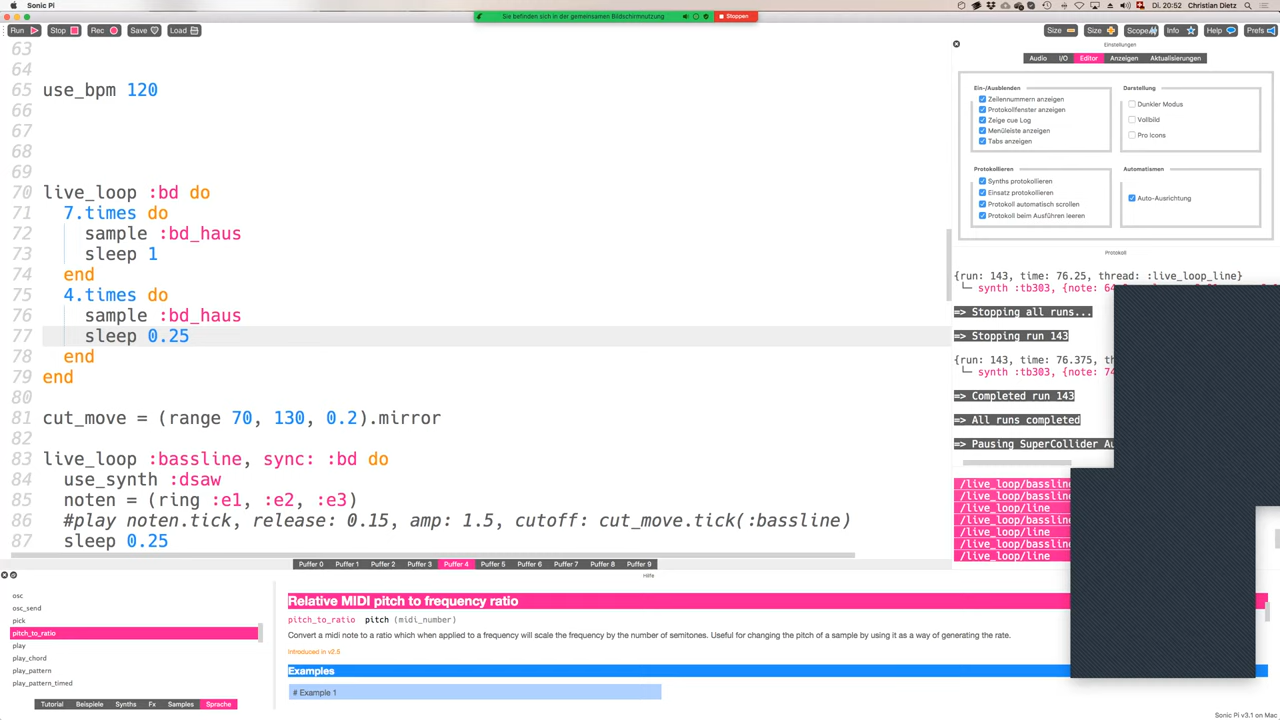 Sonic Pi
Di. 20:52 Christian Dietz
Sie befinden sich in der gemeinsamen Bildschirmnutzung
Stoppen
Run Stop Rec Save Load
Size Size Scope Info Help Prefs
63
64
65 use_bpm 120
66
67
68
69
70 live_loop :bd do
71 7.times do
72 sample :bd_haus
73 sleep 1
74 end
75 4.times do
76 sample :bd_haus
77 sleep 0.25
78 end
79 end
80
81 cut_move = (range 70, 130, 0.2).mirror
82
83 live_loop :bassline, sync: :bd do
84 use_synth :dsaw
85 noten = (ring :e1, :e2, :e3)
86 #play noten.tick, release: 0.15, amp: 1.5, cutoff: cut_move.tick(:bassline)
87 sleep 0.25
Puffer 0 Puffer 1 Puffer 2 Puffer 3 Puffer 4 Puffer 5 Puffer 6 Puffer 7 Puffer 8 Puffer 9
Einstellungen
Audio I/O Editor Anzeigen Aktualisierungen
Ein-/Ausblenden
Zeilennummern anzeigen
Protokollfenster anzeigen
Zeige cue Log
Menüleiste anzeigen
Tabs anzeigen
Darstellung
Dunkler Modus
Vollbild
Pro Icons
Protokollieren
Synths protokollieren
Einsatz protokollieren
Protokoll automatisch scrollen
Protokoll beim Ausführen leeren
Automatismen
Auto-Ausrichtung
Protokoll
{run: 143, time: 76.25, thread: :live_loop_line}
└─ synth :tb303, {note: 64
=> Stopping all runs...
=> Stopping run 143
{run: 143, time: 76.375, th
└─ synth :tb303, {note: 74
=> Completed run 143
=> All runs completed
=> Pausing SuperCollider Au
/live_loop/bassline
/live_loop/bassline
/live_loop/line
/live_loop/bassline
/live_loop/line
/live_loop/bassline
/live_loop/line
Hilfe
osc
osc_send
pick
pitch_to_ratio
play
play_chord
play_pattern
play_pattern_timed
Tutorial Beispiele Synths Fx Samples Sprache
Relative MIDI pitch to frequency ratio
pitch_to_ratio pitch (midi_number)
Convert a midi note to a ratio which when applied to a frequency will scale the frequency by the number of semitones. Useful for changing the pitch of a sample by using it as a way of generating the rate.
Introduced in v2.5
Examples
# Example 1
Sonic Pi v3.1 on Mac